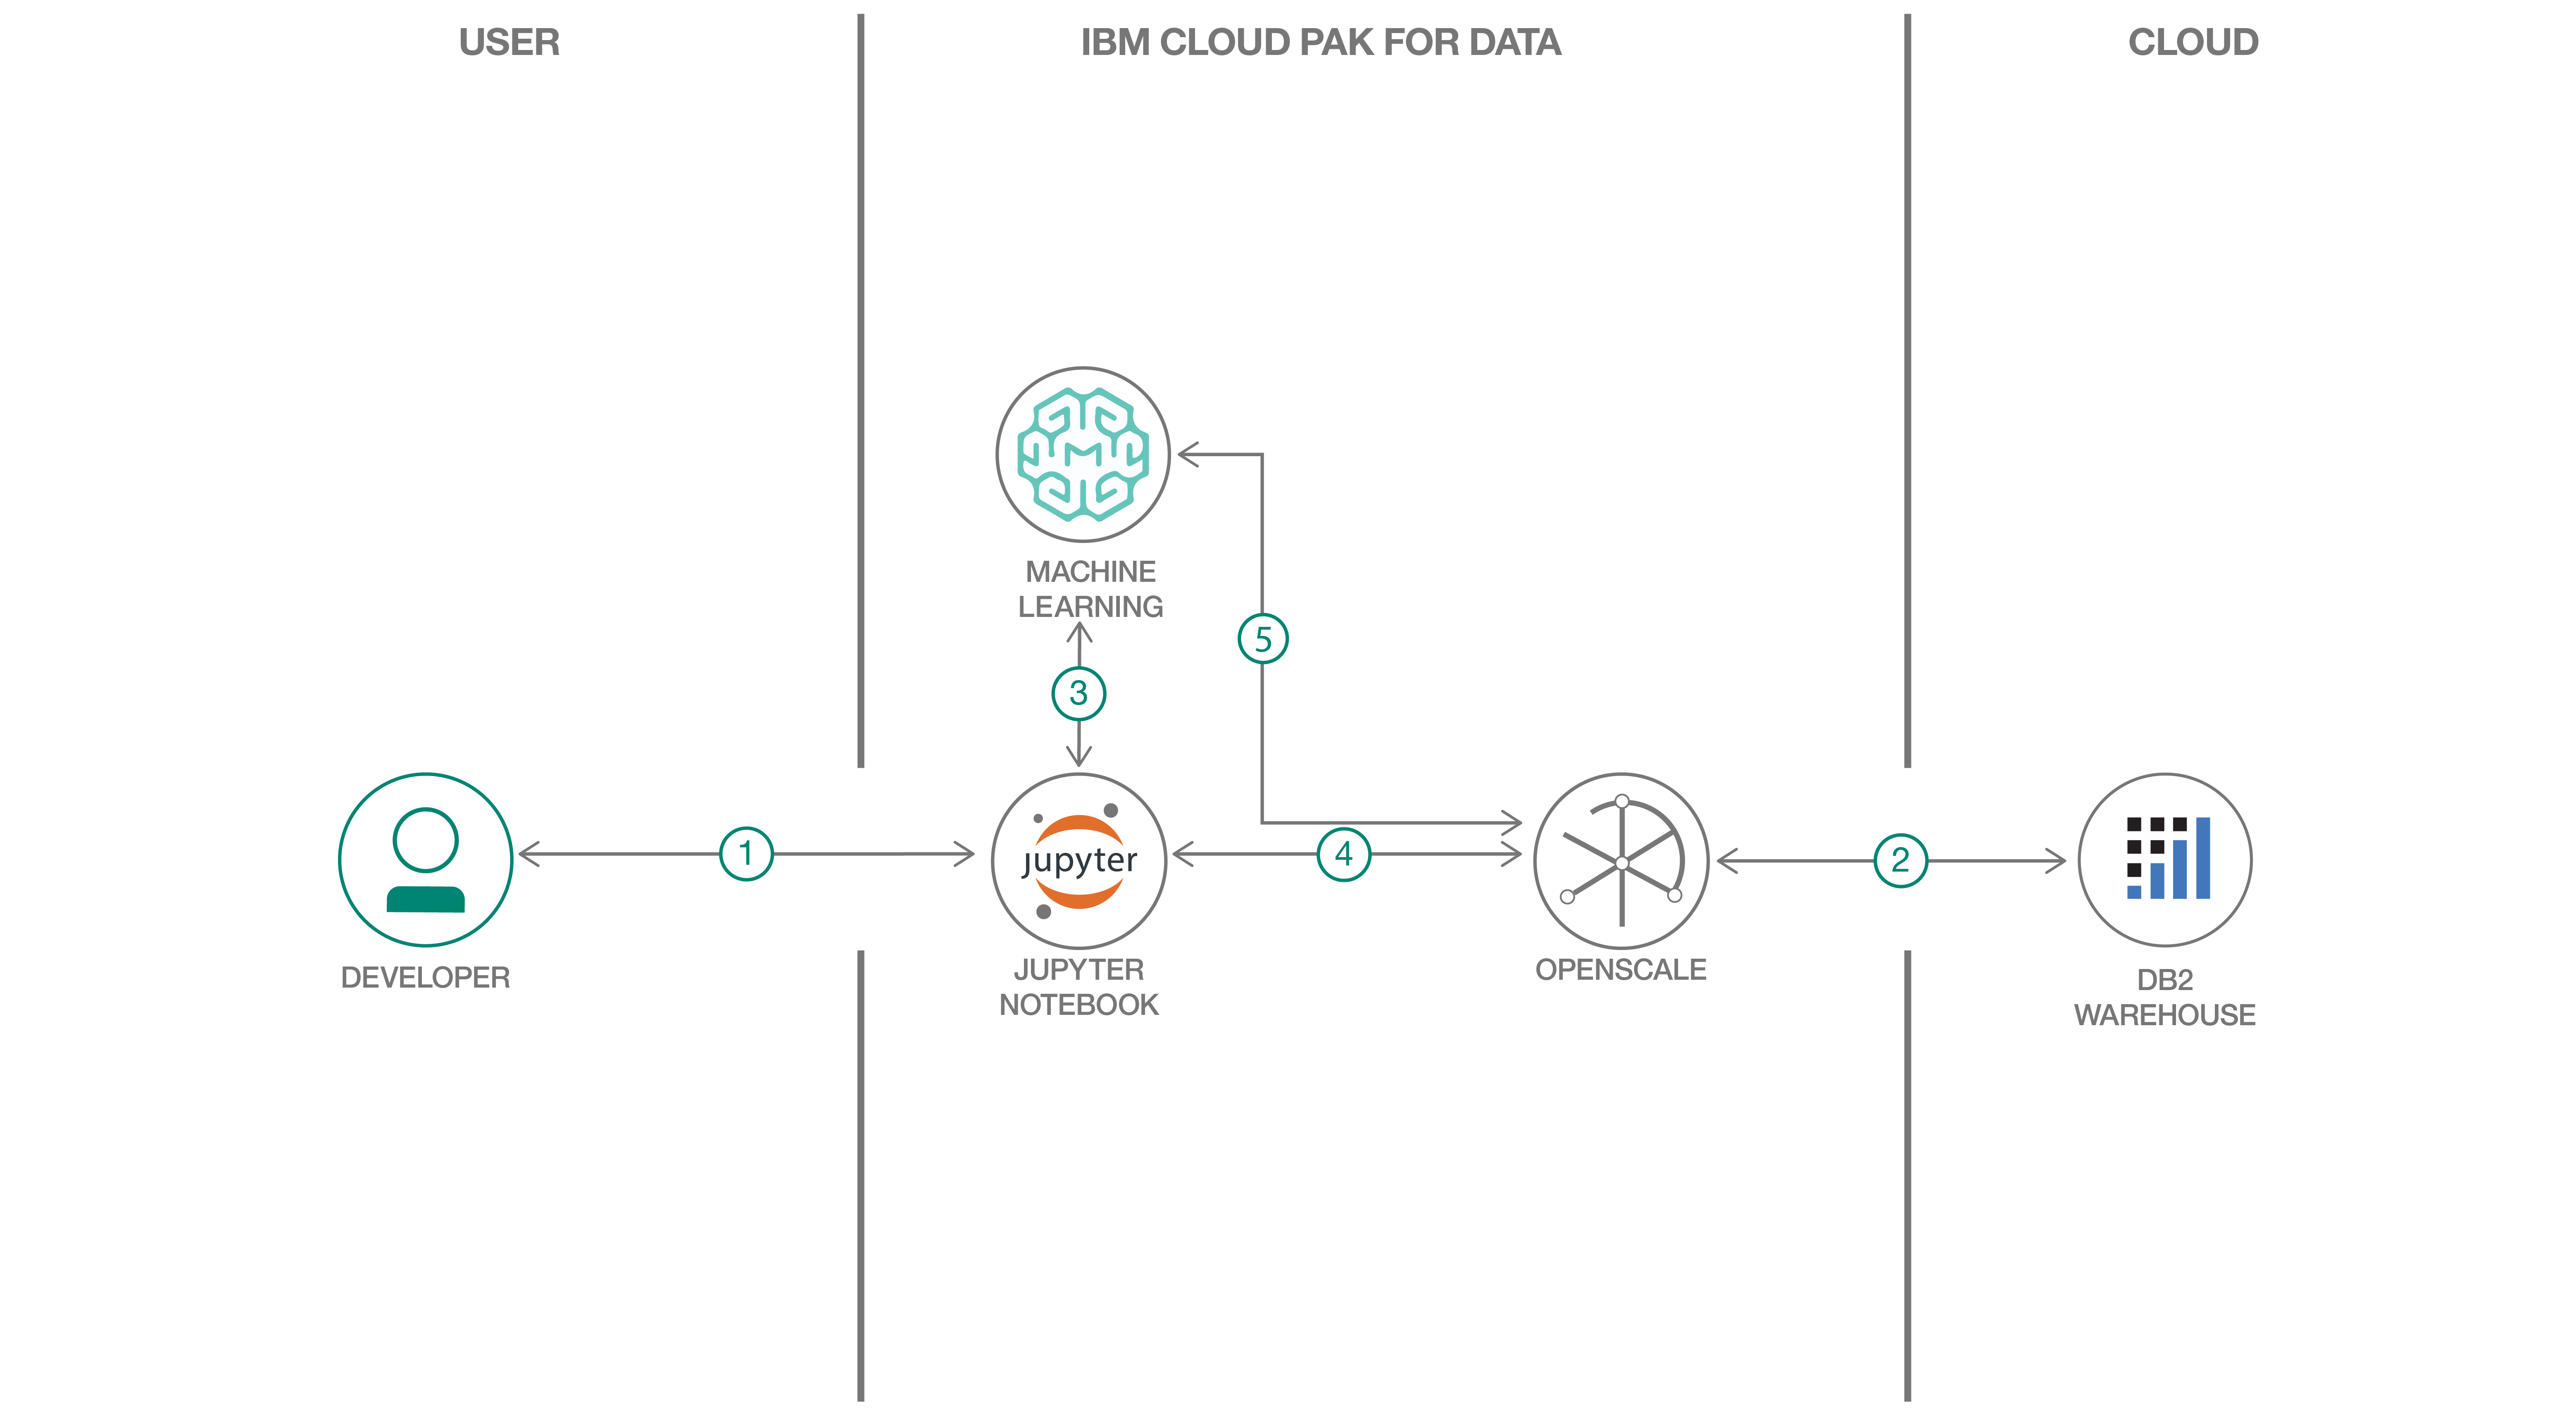 USER
IBM CLOUD PAK FOR DATA
CLOUD
MACHINE
LEARNING
5
3
1
jupyter
4
2
DEVELOPER
JUPYTER
NOTEBOOK
OPENSCALE
DB2
WAREHOUSE